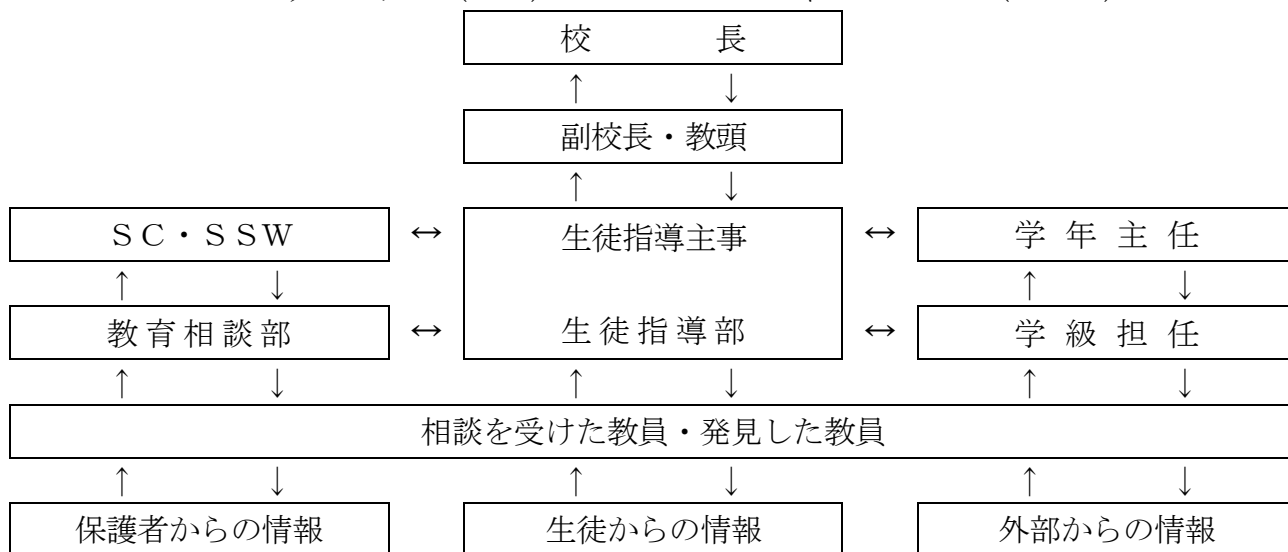 校　長
↑ ↓
副校長・教頭
↑ ↓
ＳＣ・ＳＳＷ ↔ 生徒指導主事 ↔ 学年主任
↑ ↓ ↑ ↓
教育相談部 ↔ 生徒指導部 ↔ 学級担任
↑ ↓ ↑ ↓ ↑ ↓
相談を受けた教員・発見した教員
↑ ↓ ↑ ↓ ↑ ↓
保護者からの情報 生徒からの情報 外部からの情報